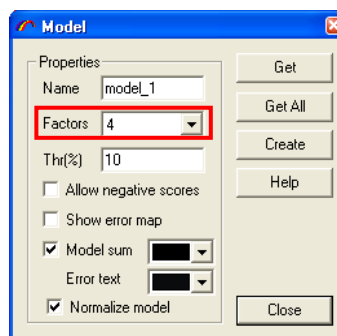 Model
Properties
Name model_1
Factors 4
Thr(%) 10
Allow negative scores
Show error map
Model sum
Error text
Normalize model
Get
Get All
Create
Help
Close